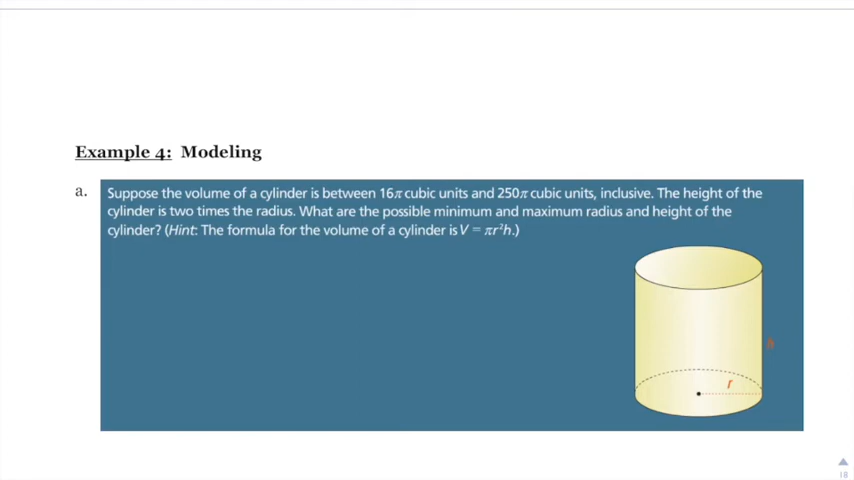 Example 4: Modeling
a. Suppose the volume of a cylinder is between 16π cubic units and 250π cubic units, inclusive. The height of the
cylinder is two times the radius. What are the possible minimum and maximum radius and height of the
cylinder? (Hint: The formula for the volume of a cylinder is V = πr²h.)
h
r
18